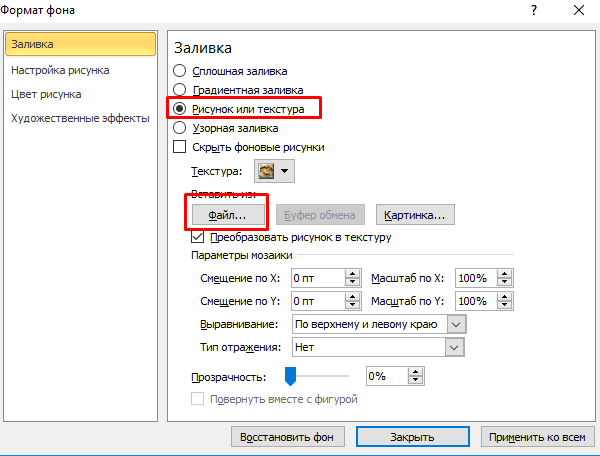 Формат фона
?
Заливка
Настройка рисунка
Цвет рисунка
Художественные эффекты
Заливка
Сплошная заливка
Градиентная заливка
Рисунок или текстура
Узорная заливка
Скрыть фоновые рисунки
Текстура:
Вставить из:
Файл... Буфер обмена Картинка...
Преобразовать рисунок в текстуру
Параметры мозаики
Смещение по X: 0 пт Масштаб по X: 100%
Смещение по Y: 0 пт Масштаб по Y: 100%
Выравнивание: По верхнему и левому краю
Тип отражения: Нет
Прозрачность: 0%
Повернуть вместе с фигурой
Восстановить фон Закрыть Применить ко всем